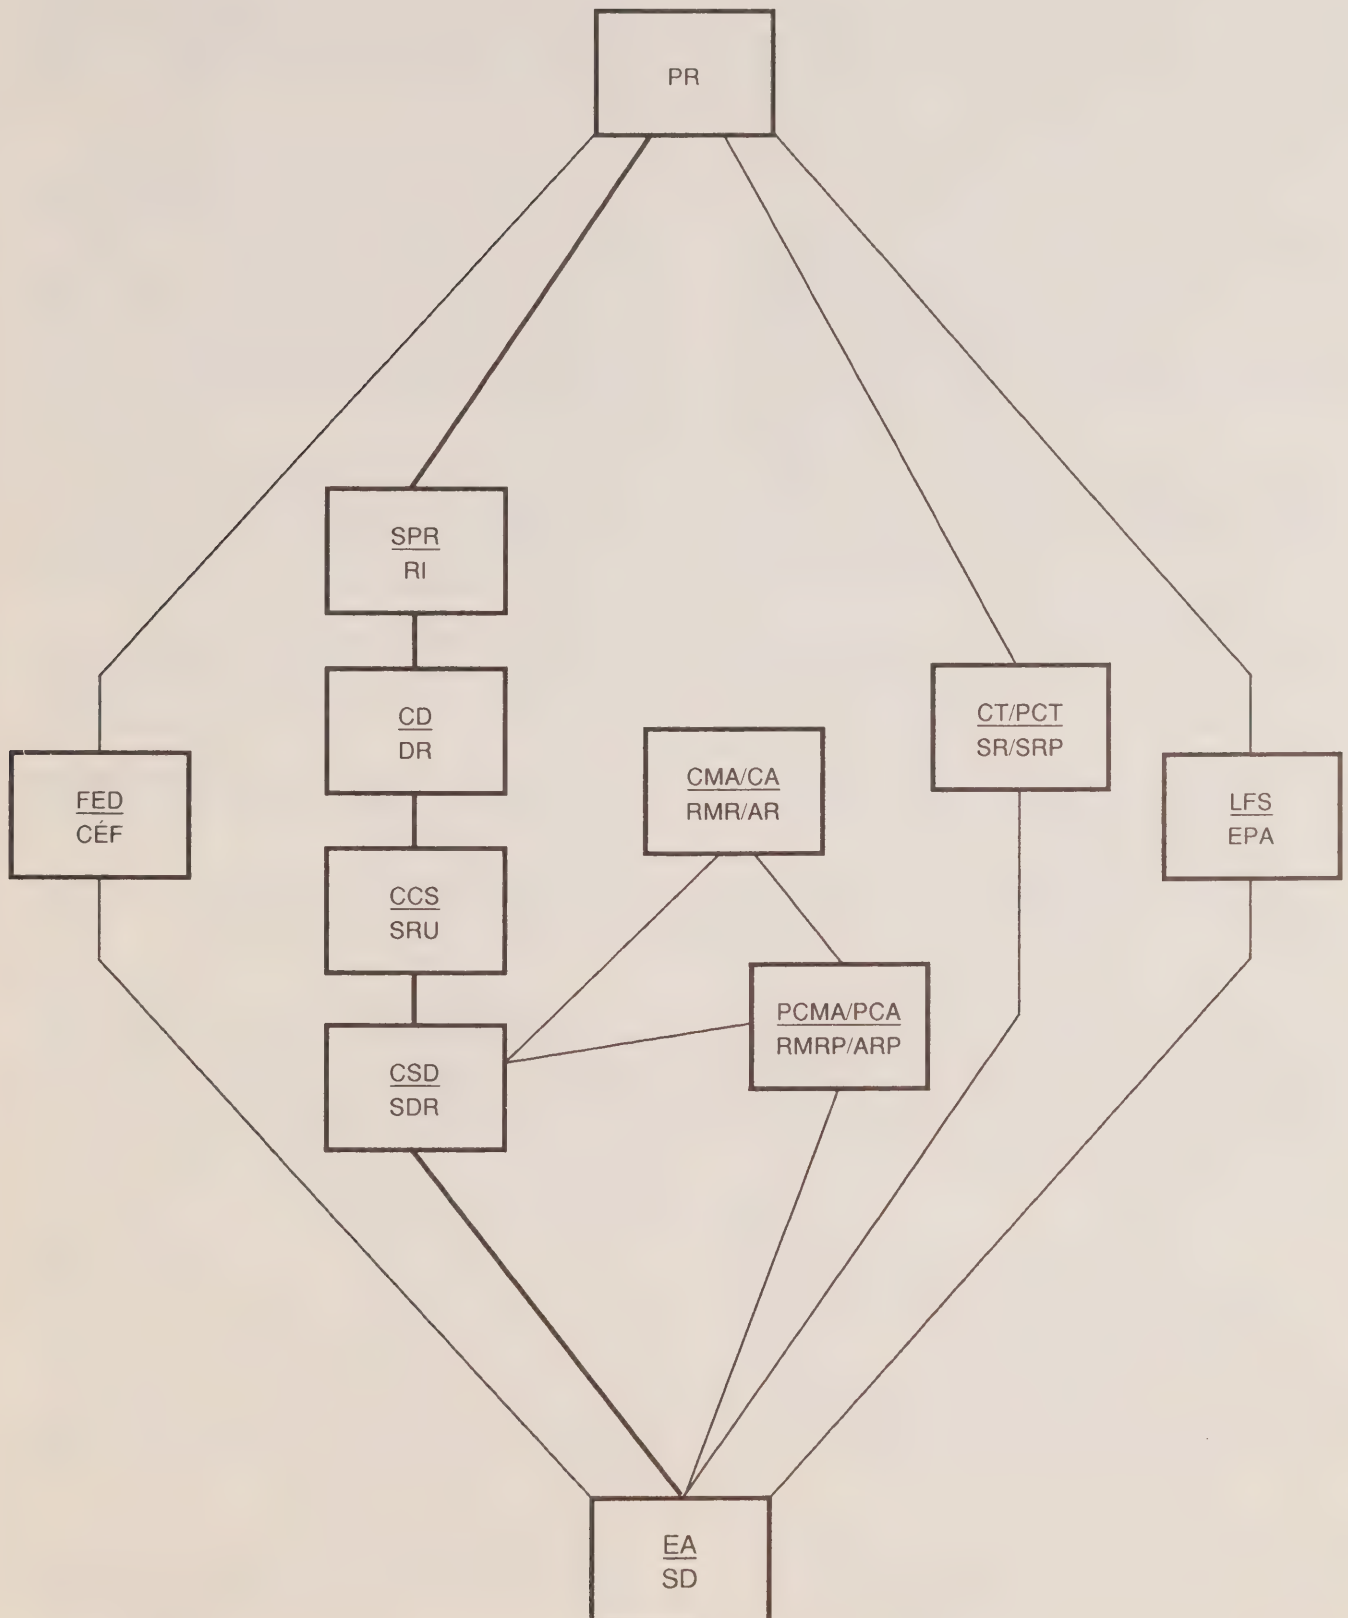 PR
SPR
RI
CD
DR
CT/PCT
SR/SRP
CMA/CA
RMR/AR
FED
CÉF
LFS
EPA
CCS
SRU
PCMA/PCA
RMRP/ARP
CSD
SDR
EA
SD